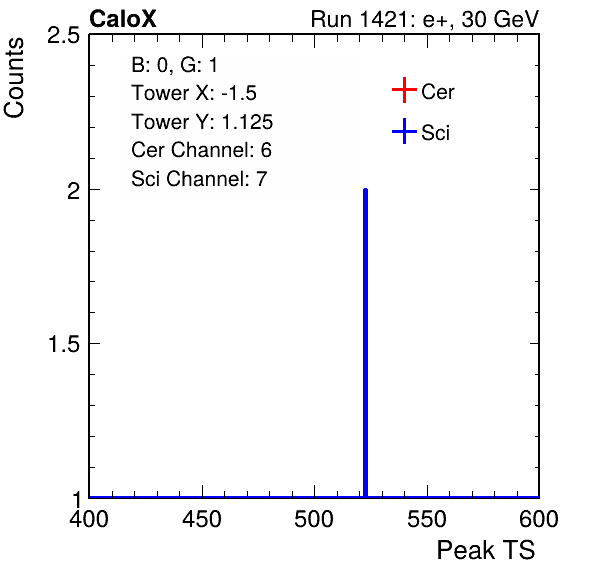 CaloX Run 1421: e+, 30 GeV
Counts
2.5
B: 0, G: 1
Tower X: -1.5
Tower Y: 1.125
Cer Channel: 6
Sci Channel: 7
Cer
Sci
2
1.5
1
400 450 500 550 600
Peak TS